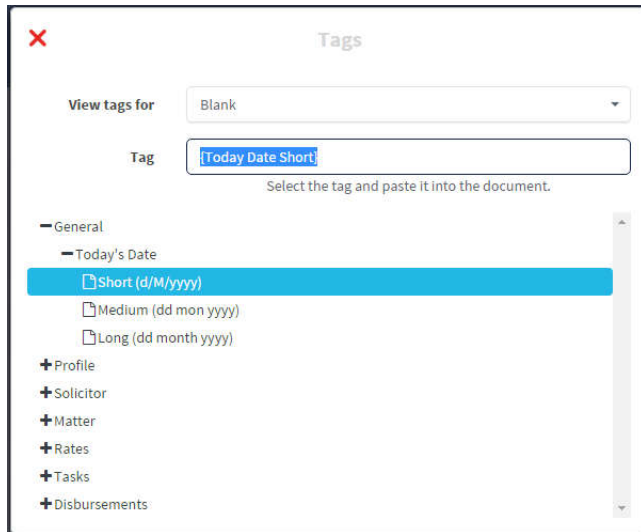 Tags
View tags for Blank
Tag {Today Date Short}
Select the tag and paste it into the document.
General
Today's Date
Short (d/M/yyyy)
Medium (dd mon yyyy)
Long (dd month yyyy)
Profile
Solicitor
Matter
Rates
Tasks
Disbursements